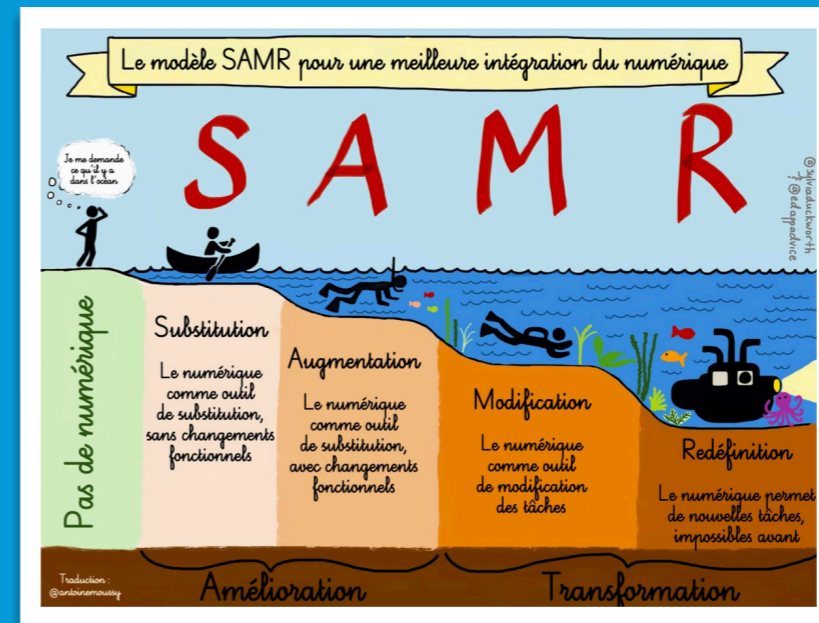 Le modèle SAMR pour une meilleure intégration du numérique
S A M R
Je me demande
ce qu'il y a
dans l'océan
@sylviaduckworth
@edappadvice
Pas de numérique
Substitution
Le numérique
comme outil
de substitution,
sans changements
fonctionnels
Augmentation
Le numérique
comme outil
de substitution,
avec changements
fonctionnels
Modification
Le numérique
comme outil
de modification
des tâches
Redéfinition
Le numérique permet
de nouvelles tâches,
impossibles avant
Traduction :
@antoinemoussy
Amélioration
Transformation